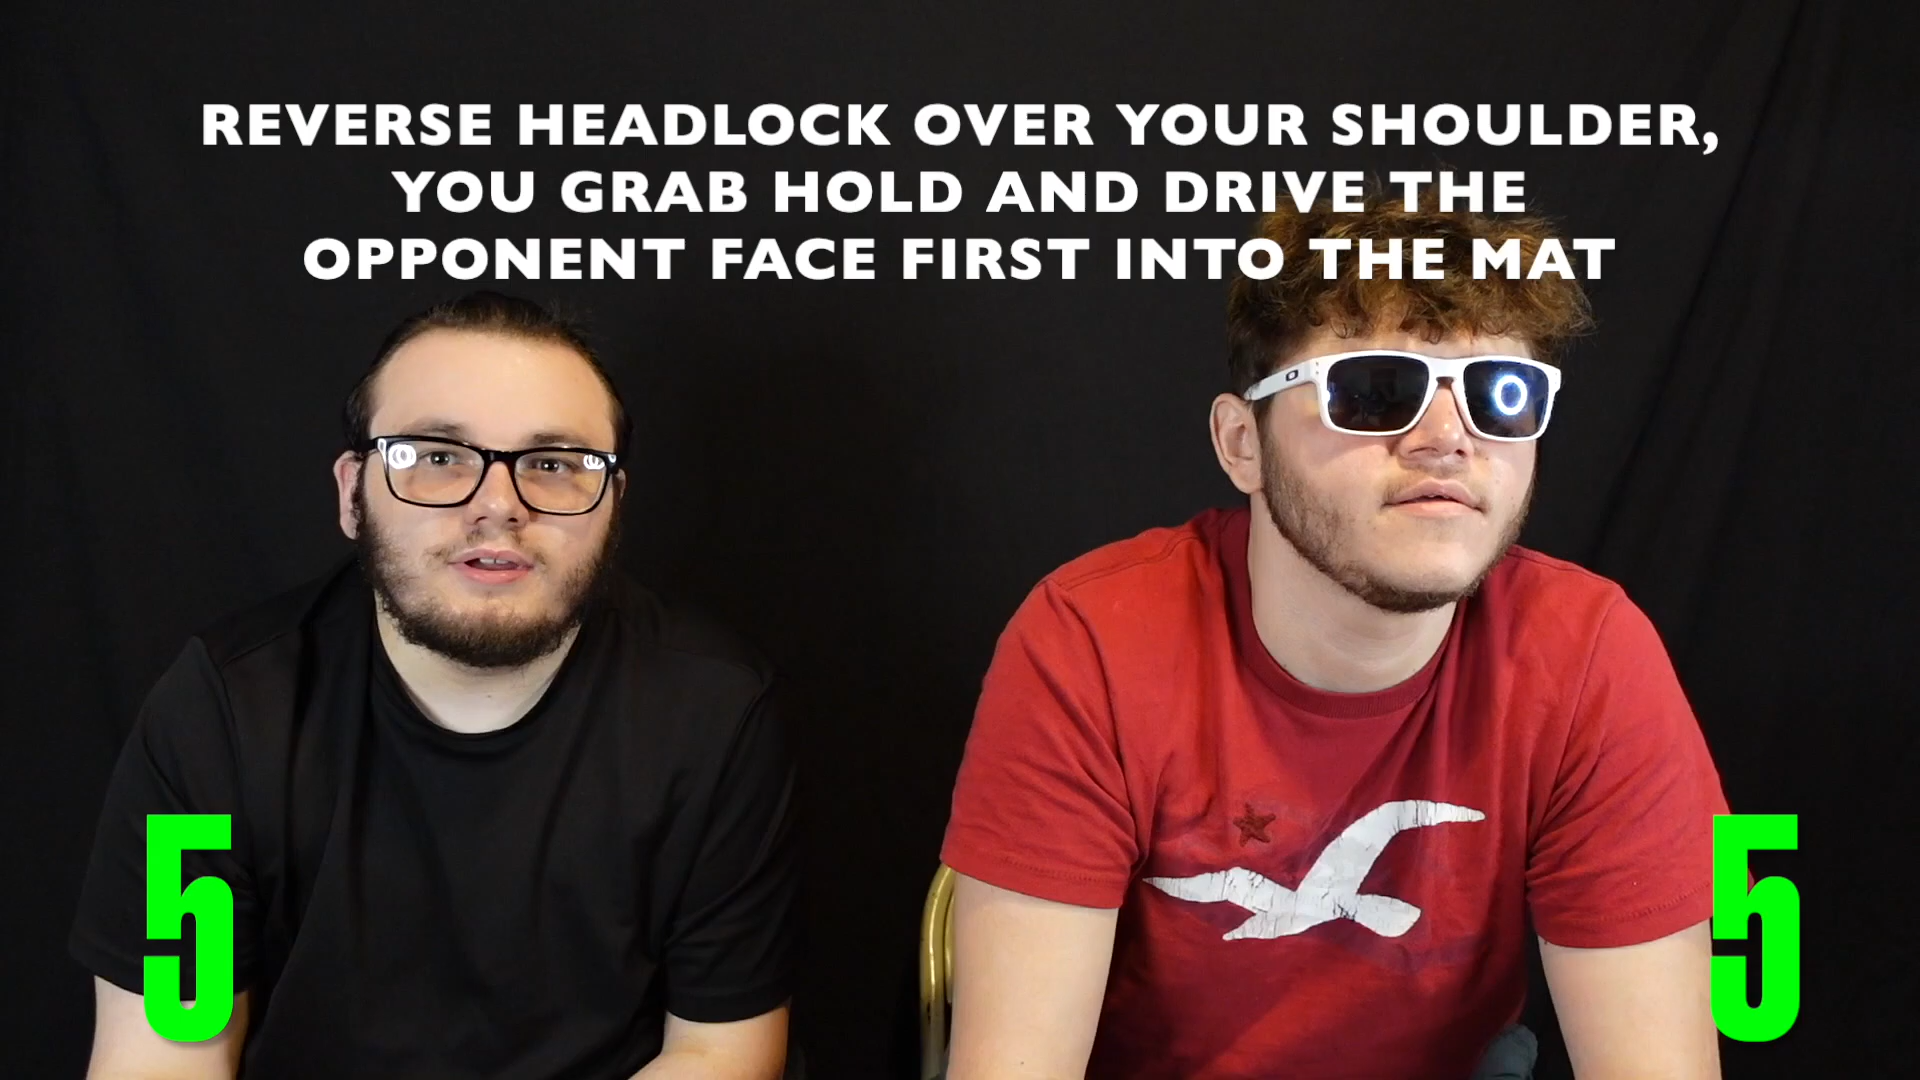 REVERSE HEADLOCK OVER YOUR SHOULDER,
YOU GRAB HOLD AND DRIVE THE
OPPONENT FACE FIRST INTO THE MAT
5
5